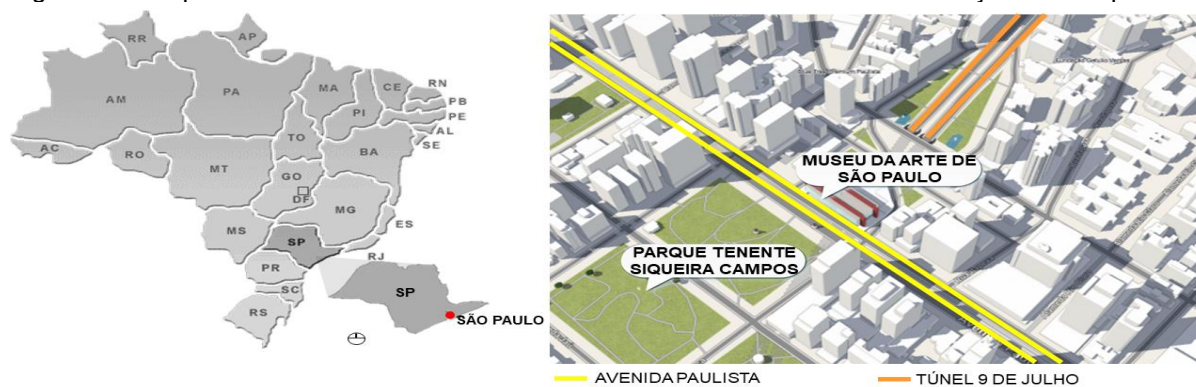 RR
AP
AM
PA
MA
CE
RN
PB
PE
AL
SE
PI
AC
RO
TO
BA
MT
GO
DF
MG
ES
MS
SP
RJ
PR
SC
RS
SP
SÃO PAULO
MUSEU DA ARTE DE
SÃO PAULO
PARQUE TENENTE
SIQUEIRA CAMPOS
AVENIDA PAULISTA
TÚNEL 9 DE JULHO